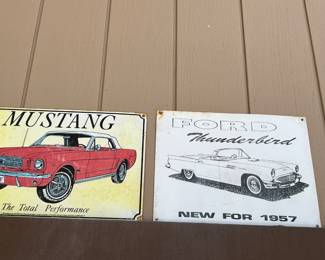 MUSTANG
The Total Performance
FORD
Thunderbird
NEW FOR 1957